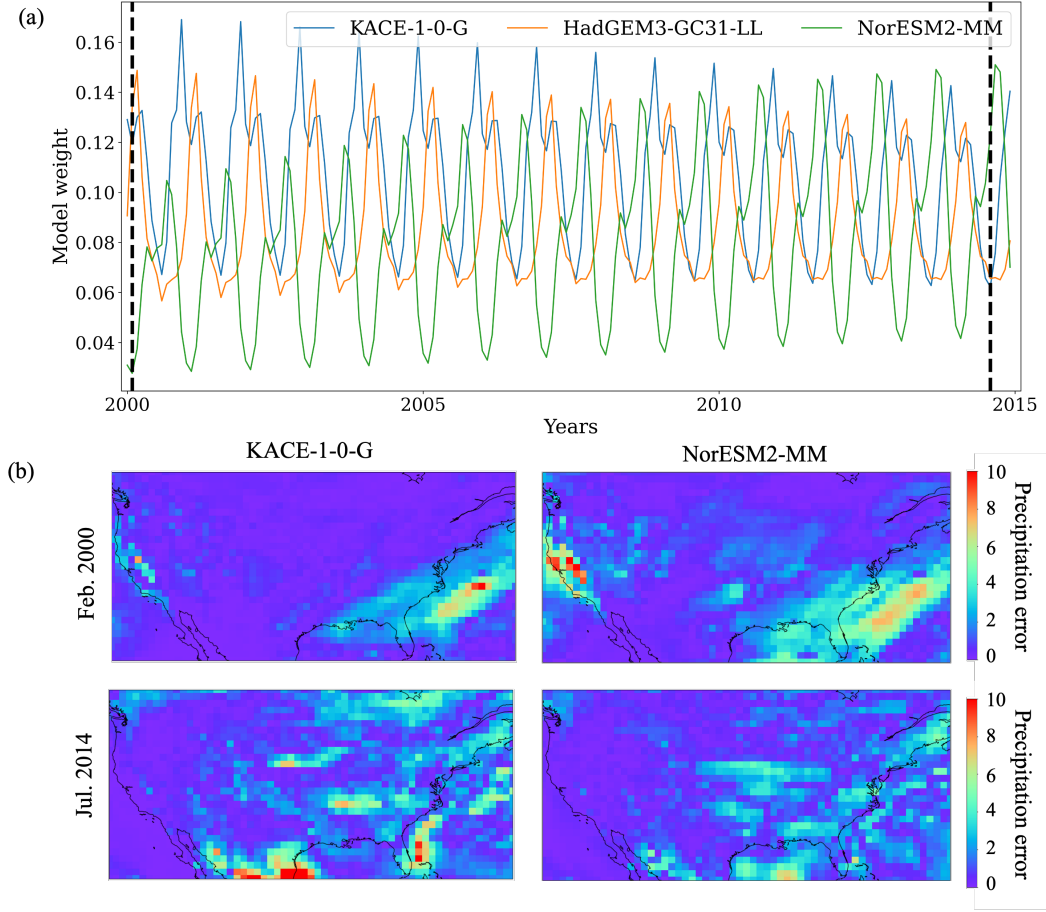 (a)
KACE-1-0-G HadGEM3-GC31-LL NorESM2-MM
Model weight
0.16
0.14
0.12
0.10
0.08
0.06
0.04
2000 2005 2010 2015
Years
(b)
KACE-1-0-G NorESM2-MM
Feb. 2000
10
8
6
4
2
0
Precipitation error
Jul. 2014
10
8
6
4
2
0
Precipitation error